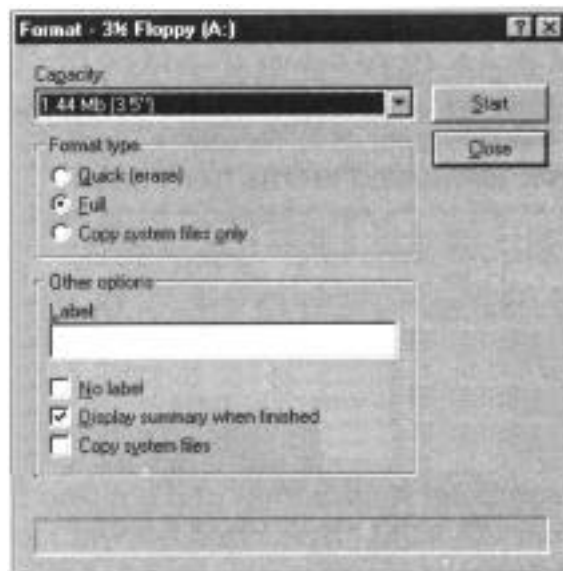 Format - 3½ Floppy (A:)
Capacity:
1.44 Mb (3.5")
Start
Close
Format type
Quick (erase)
Full
Copy system files only
Other options
Label
No label
Display summary when finished
Copy system files